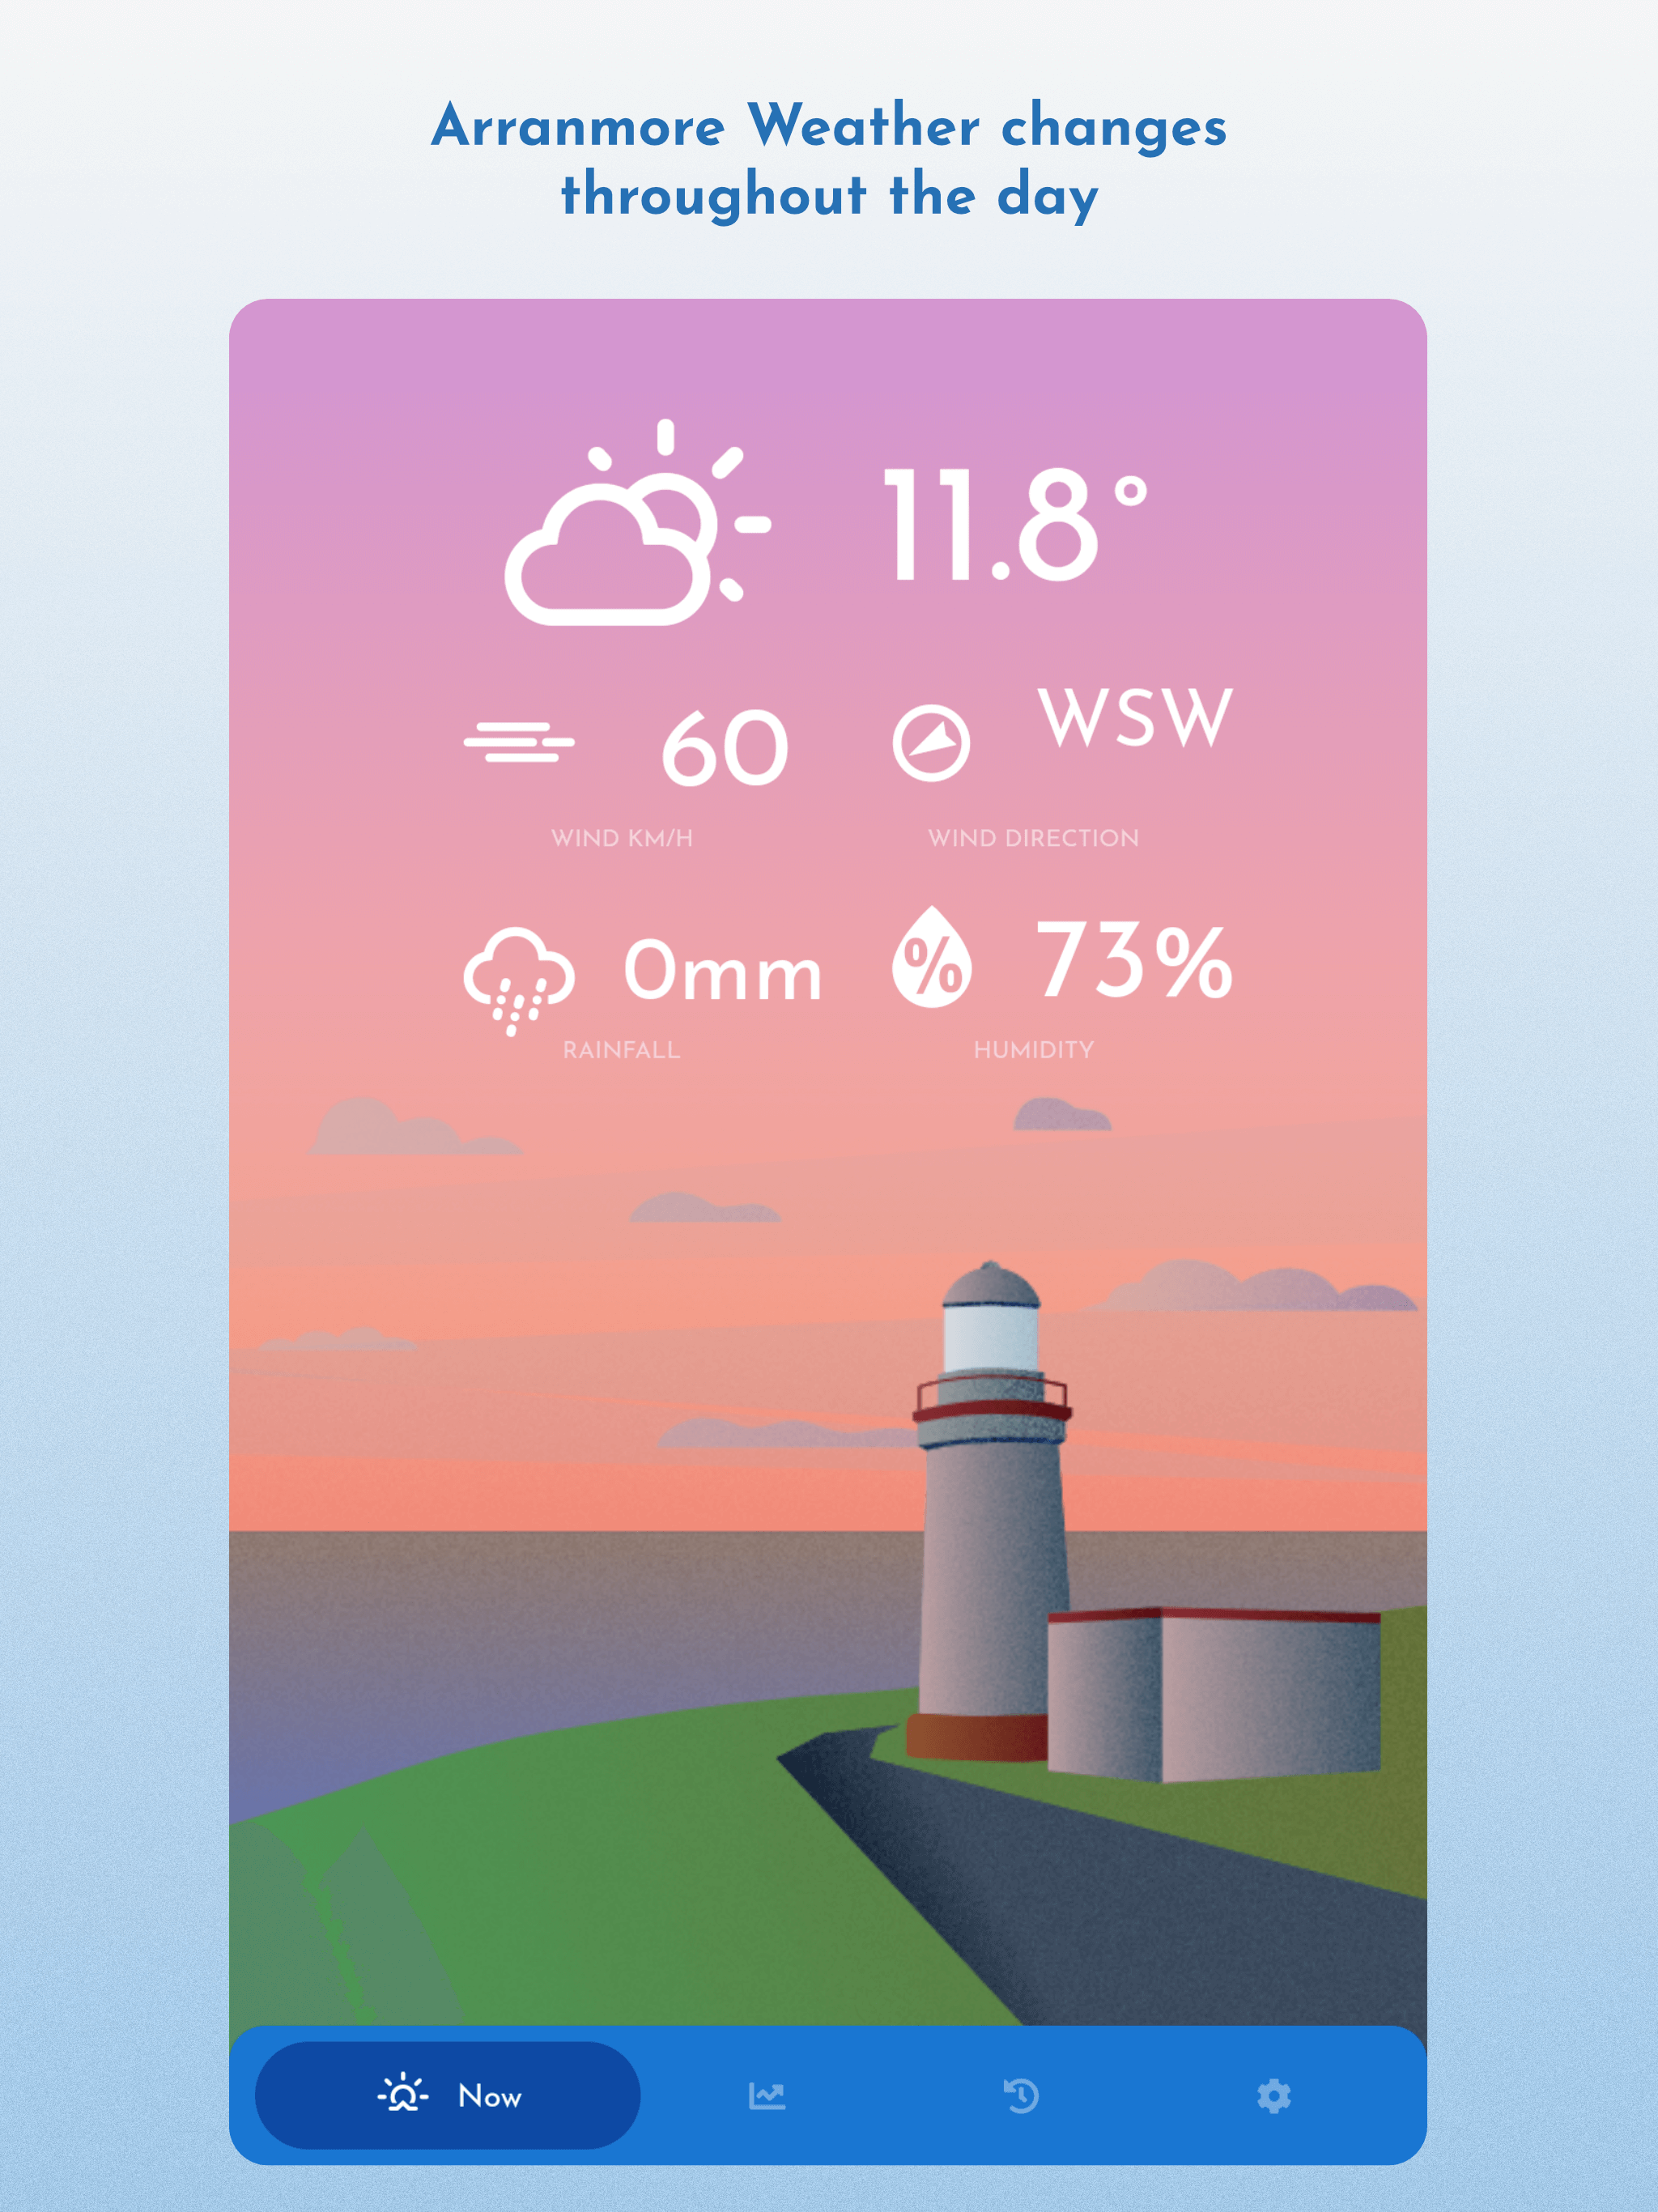 Arranmore Weather changes
throughout the day
11.8°
60
WSW
WIND KM/H
WIND DIRECTION
0mm
%
73%
RAINFALL
HUMIDITY
Now